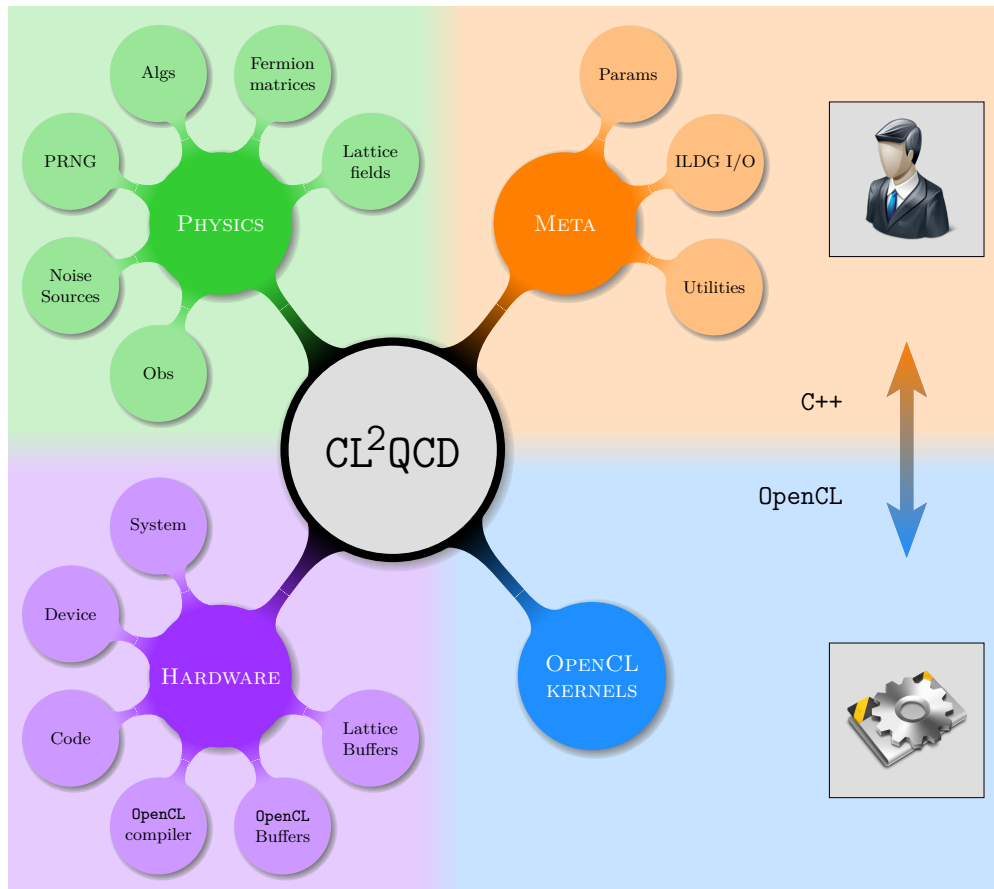 Algs
Fermion
matrices
PRNG
Lattice
fields
PHYSICS
Noise
Sources
Obs
Params
ILDG I/O
META
Utilities
C++
CL²QCD
OpenCL
System
Device
HARDWARE
Code
Lattice
Buffers
OpenCL
compiler
OpenCL
Buffers
OPENCL
KERNELS